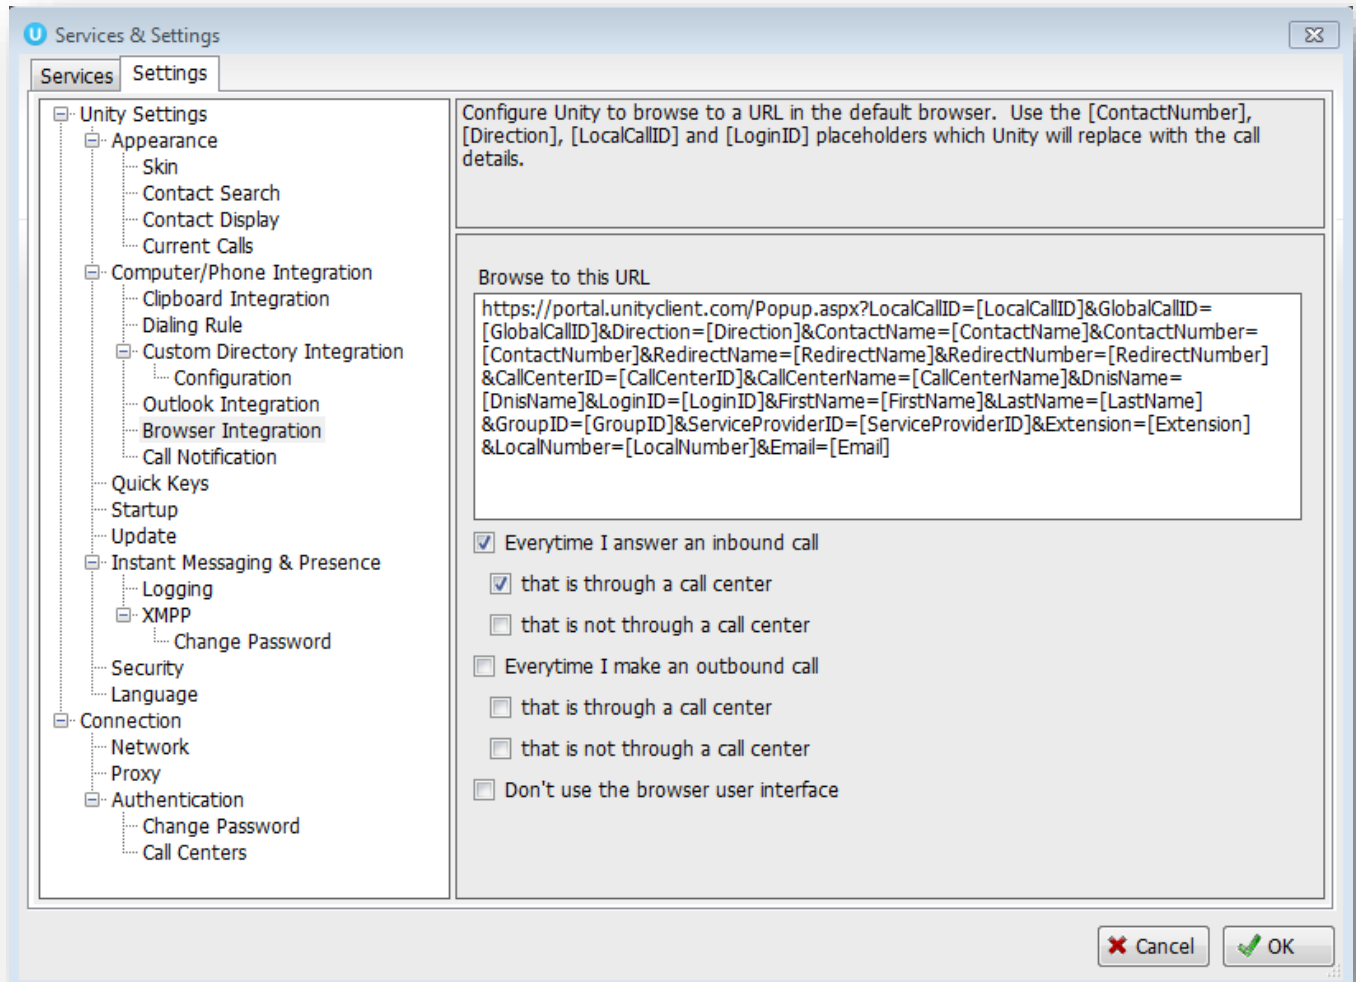 U Services & Settings
Services Settings
Unity Settings
Appearance
Skin
Contact Search
Contact Display
Current Calls
Computer/Phone Integration
Clipboard Integration
Dialing Rule
Custom Directory Integration
Configuration
Outlook Integration
Browser Integration
Call Notification
Quick Keys
Startup
Update
Instant Messaging & Presence
Logging
XMPP
Change Password
Security
Language
Connection
Network
Proxy
Authentication
Change Password
Call Centers
Configure Unity to browse to a URL in the default browser.  Use the [ContactNumber],
[Direction], [LocalCallID] and [LoginID] placeholders which Unity will replace with the call
details.
Browse to this URL
https://portal.unityclient.com/Popup.aspx?LocalCallID=[LocalCallID]&GlobalCallID=
[GlobalCallID]&Direction=[Direction]&ContactName=[ContactName]&ContactNumber=
[ContactNumber]&RedirectName=[RedirectName]&RedirectNumber=[RedirectNumber]
&CallCenterID=[CallCenterID]&CallCenterName=[CallCenterName]&DnisName=
[DnisName]&LoginID=[LoginID]&FirstName=[FirstName]&LastName=[LastName]
&GroupID=[GroupID]&ServiceProviderID=[ServiceProviderID]&Extension=[Extension]
&LocalNumber=[LocalNumber]&Email=[Email]
Everytime I answer an inbound call
that is through a call center
that is not through a call center
Everytime I make an outbound call
that is through a call center
that is not through a call center
Don't use the browser user interface
Cancel OK